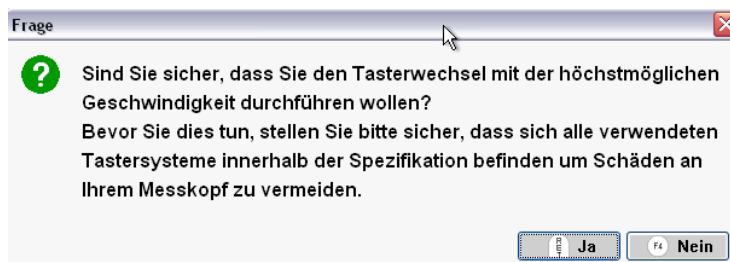 Frage
Sind Sie sicher, dass Sie den Tasterwechsel mit der höchstmöglichen
Geschwindigkeit durchführen wollen?
Bevor Sie dies tun, stellen Sie bitte sicher, dass sich alle verwendeten
Tastersysteme innerhalb der Spezifikation befinden um Schäden an
Ihrem Messkopf zu vermeiden.
Ja F4 Nein